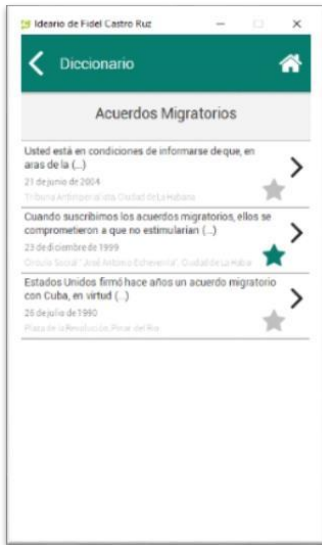 Ideario de Fidel Castro Ruz
Diccionario
Acuerdos Migratorios
Usted está en condiciones de informarse de que, en
aras de la (...)
21 de junio de 2004
Tribuna Antiimperialista, Ciudad de La Habana
Cuando suscribimos los acuerdos migratorios, ellos se
comprometieron a que no estimularían (...)
23 de diciembre de 1999
Círculo Social "José Antonio Echeverría", Ciudad de La Habar
Estados Unidos firmó hace años un acuerdo migratorio
con Cuba, en virtud (...)
26 de julio de 1990
Plaza de la Revolución, Pinar del Río